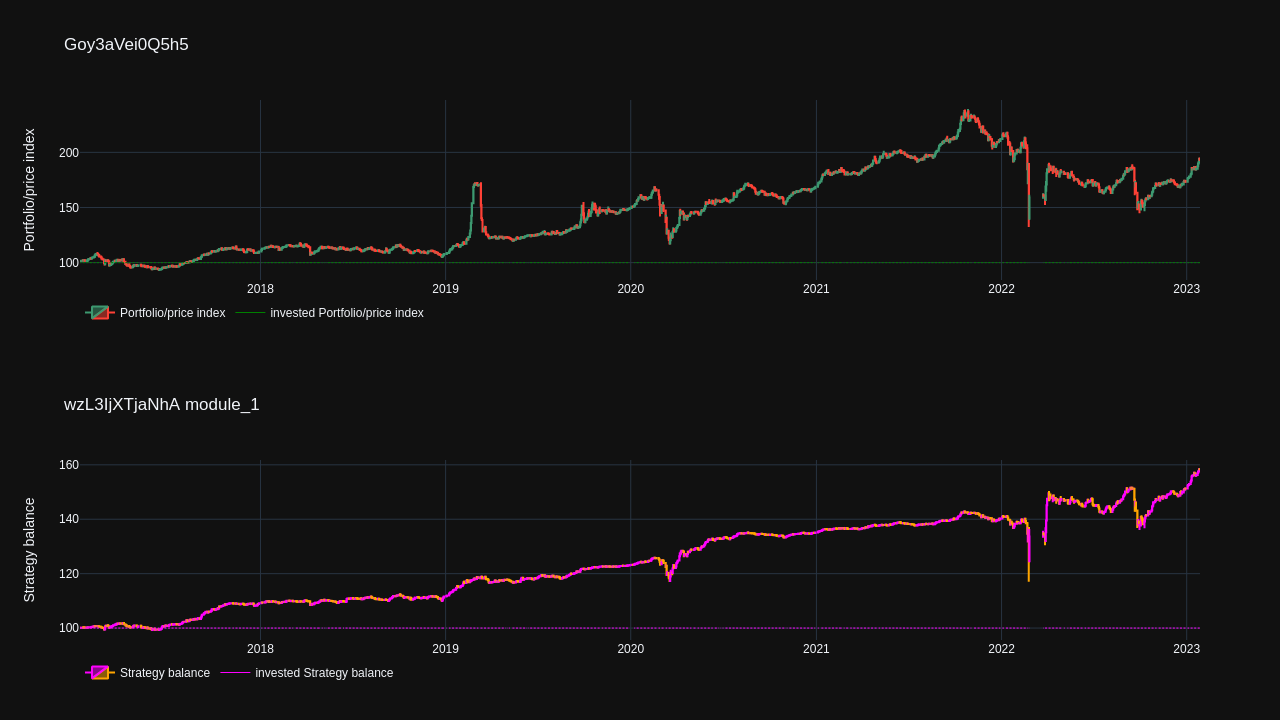 Goy3aVei0Q5h5
Portfolio/price index
200
150
100
2018 2019 2020 2021 2022 2023
Portfolio/price index invested Portfolio/price index
wzL3IjXTjaNhA module_1
Strategy balance
160
140
120
100
2018 2019 2020 2021 2022 2023
Strategy balance invested Strategy balance